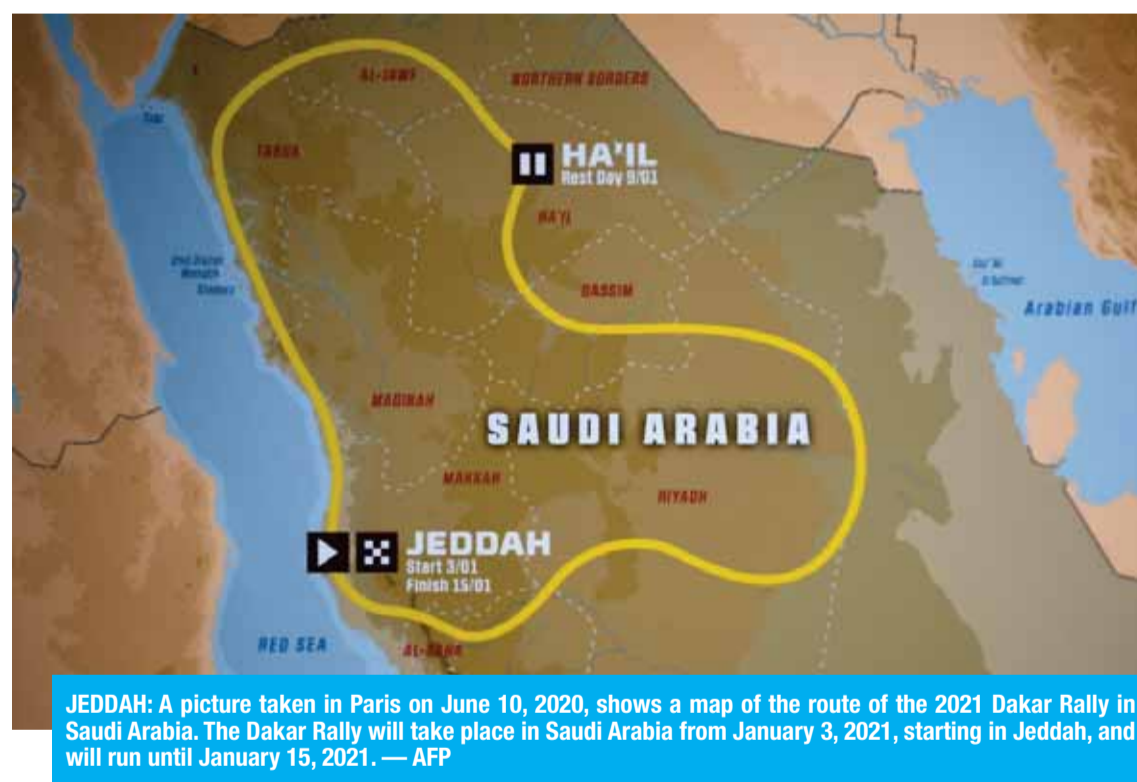 AL-JAWF
NORTHERN BORDERS
TABUK
HA'IL
Rest Day 9/01
HA'IL
QASSIM
Arabian Gulf
MADINAH
SAUDI ARABIA
MAKKAH
RIYADH
JEDDAH
Start 3/01
Finish 15/01
RED SEA
AL-BAHA
JEDDAH: A picture taken in Paris on June 10, 2020, shows a map of the route of the 2021 Dakar Rally in
Saudi Arabia. The Dakar Rally will take place in Saudi Arabia from January 3, 2021, starting in Jeddah, and
will run until January 15, 2021. — AFP